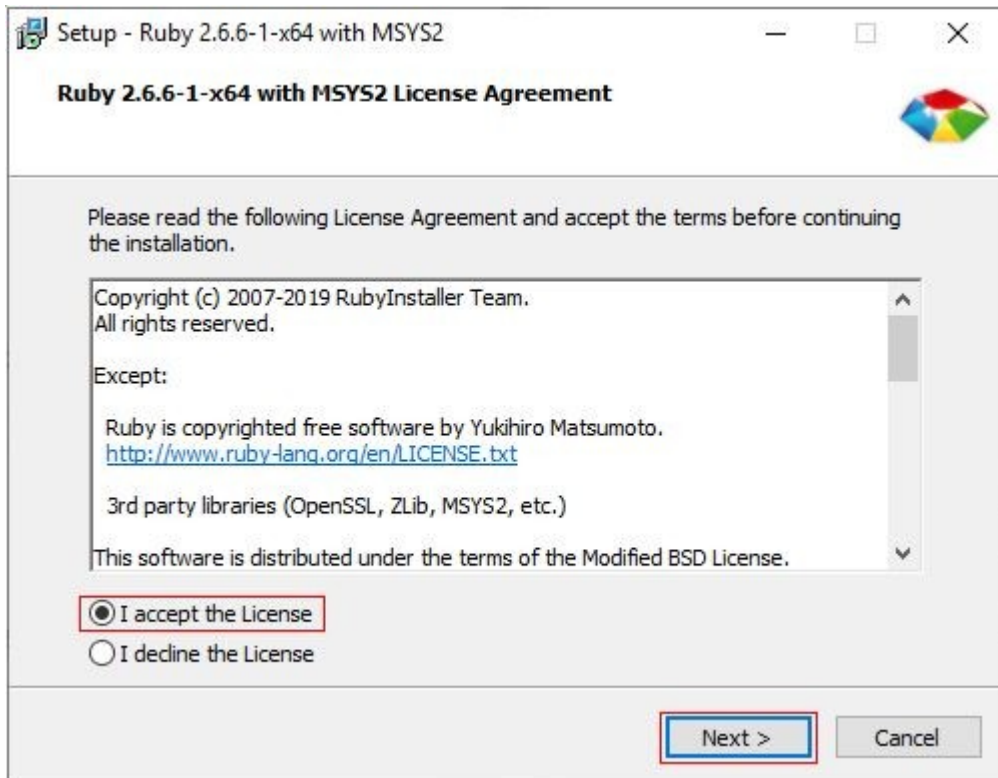 Setup - Ruby 2.6.6-1-x64 with MSYS2
Ruby 2.6.6-1-x64 with MSYS2 License Agreement
Please read the following License Agreement and accept the terms before continuing
the installation.
Copyright (c) 2007-2019 RubyInstaller Team.
All rights reserved.
Except:
Ruby is copyrighted free software by Yukihiro Matsumoto.
http://www.ruby-lang.org/en/LICENSE.txt
3rd party libraries (OpenSSL, ZLib, MSYS2, etc.)
This software is distributed under the terms of the Modified BSD License.
I accept the License
I decline the License
Next > Cancel